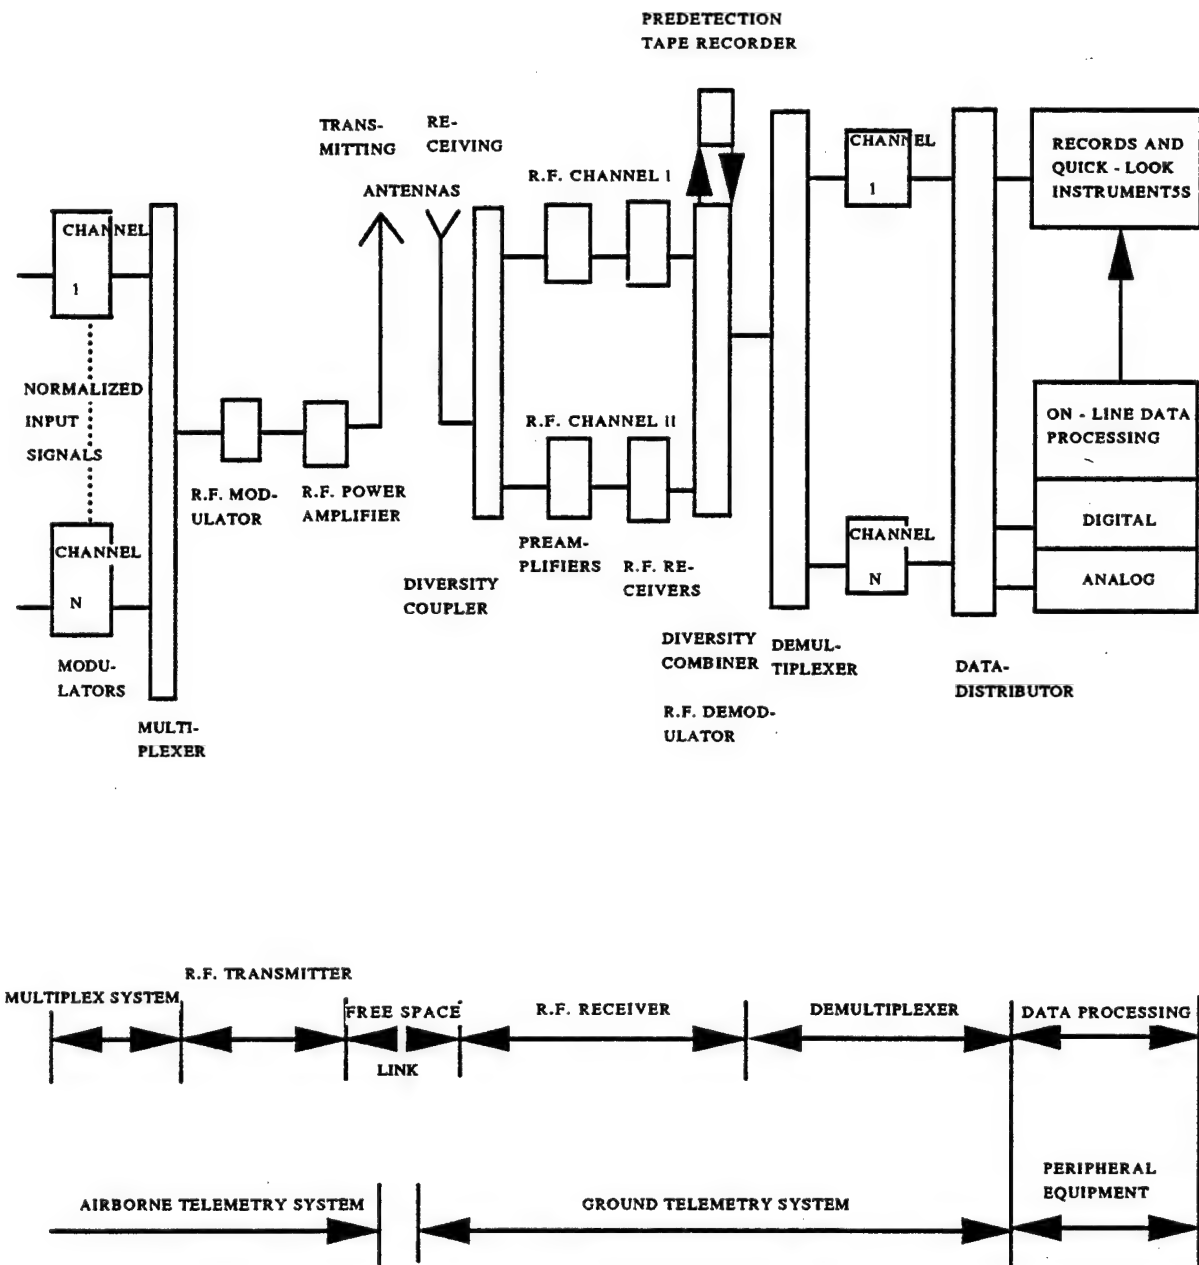 PREDETECTION
TAPE RECORDER
TRANS-
MITTING
RE-
CEIVING
ANTENNAS
R.F. CHANNEL I
CHANNEL
1
RECORDS AND
QUICK - LOOK
INSTRUMENT5S
CHANNEL
1
NORMALIZED
INPUT
SIGNALS
R.F. CHANNEL II
ON - LINE DATA
PROCESSING
DIGITAL
ANALOG
R.F. MOD-
ULATOR
R.F. POWER
AMPLIFIER
CHANNEL
N
CHANNEL
N
PREAM-
PLIFIERS
R.F. RE-
CEIVERS
DIVERSITY
COUPLER
MODU-
LATORS
DIVERSITY
COMBINER
DEMUL-
TIPLEXER
DATA-
DISTRIBUTOR
R.F. DEMOD-
ULATOR
MULTI-
PLEXER
MULTIPLEX SYSTEM
R.F. TRANSMITTER
FREE SPACE
LINK
R.F. RECEIVER
DEMULTIPLEXER
DATA PROCESSING
AIRBORNE TELEMETRY SYSTEM
GROUND TELEMETRY SYSTEM
PERIPHERAL
EQUIPMENT